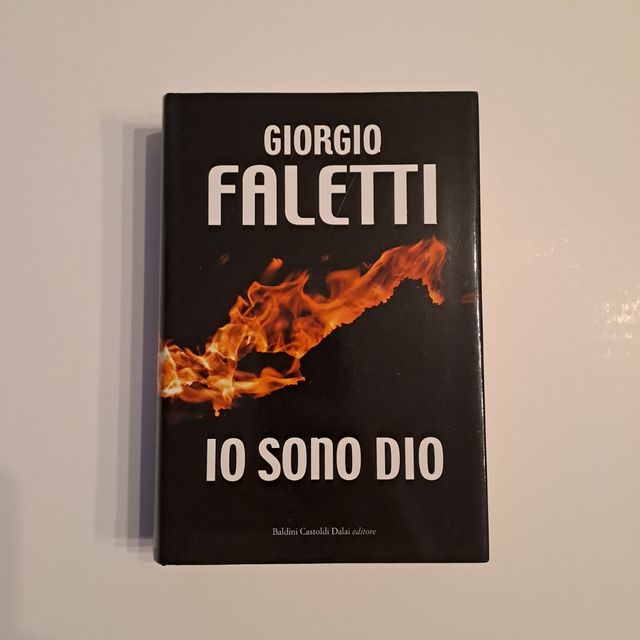 GIORGIO
FALETTI
IO SONO DIO
Baldini Castoldi Dalai editore